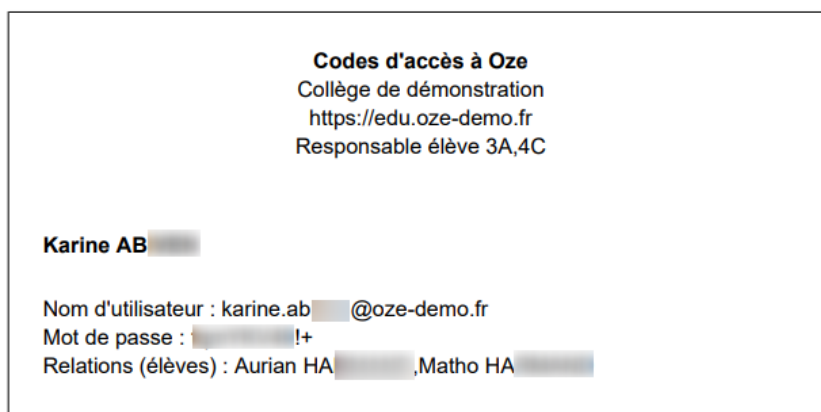 Codes d'accès à Oze
Collège de démonstration
https://edu.oze-demo.fr
Responsable élève 3A,4C
Karine AB
Nom d'utilisateur : karine.ab @oze-demo.fr
Mot de passe : !+
Relations (élèves) : Aurian HA ,Matho HA